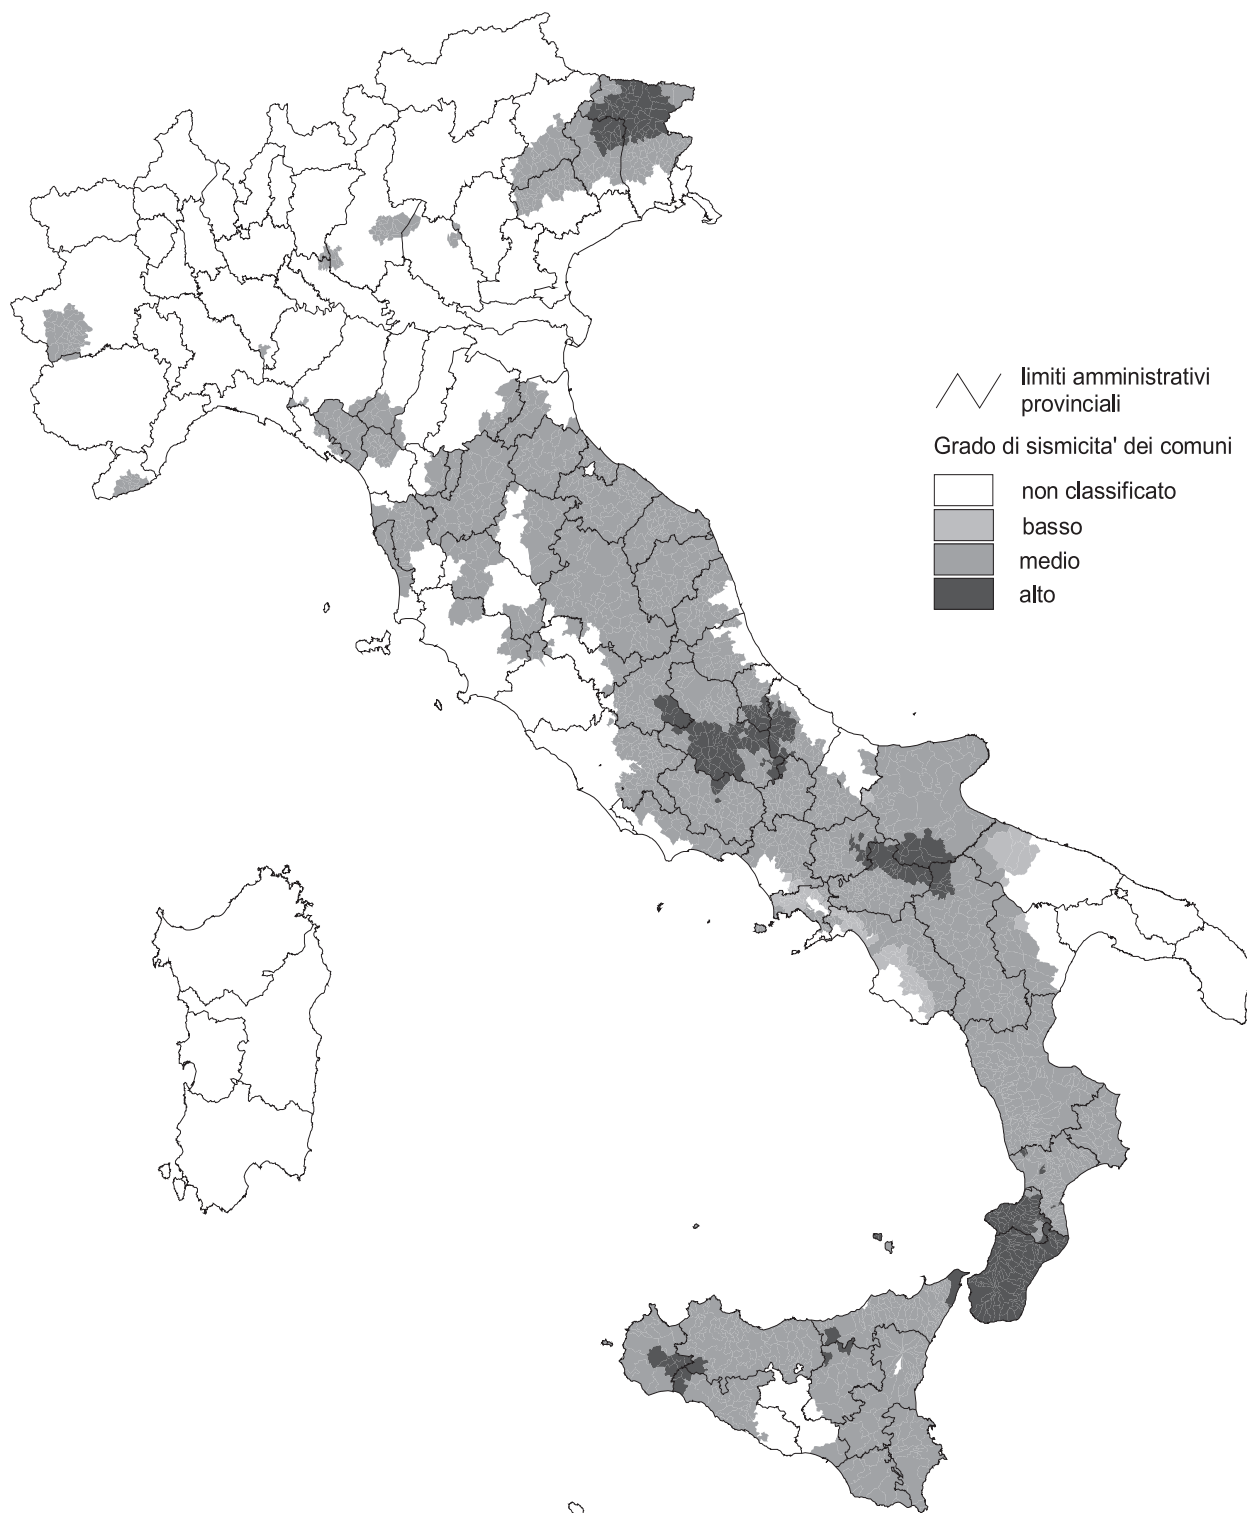 limiti amministrativi
provinciali
Grado di sismicita' dei comuni
non classificato
basso
medio
alto